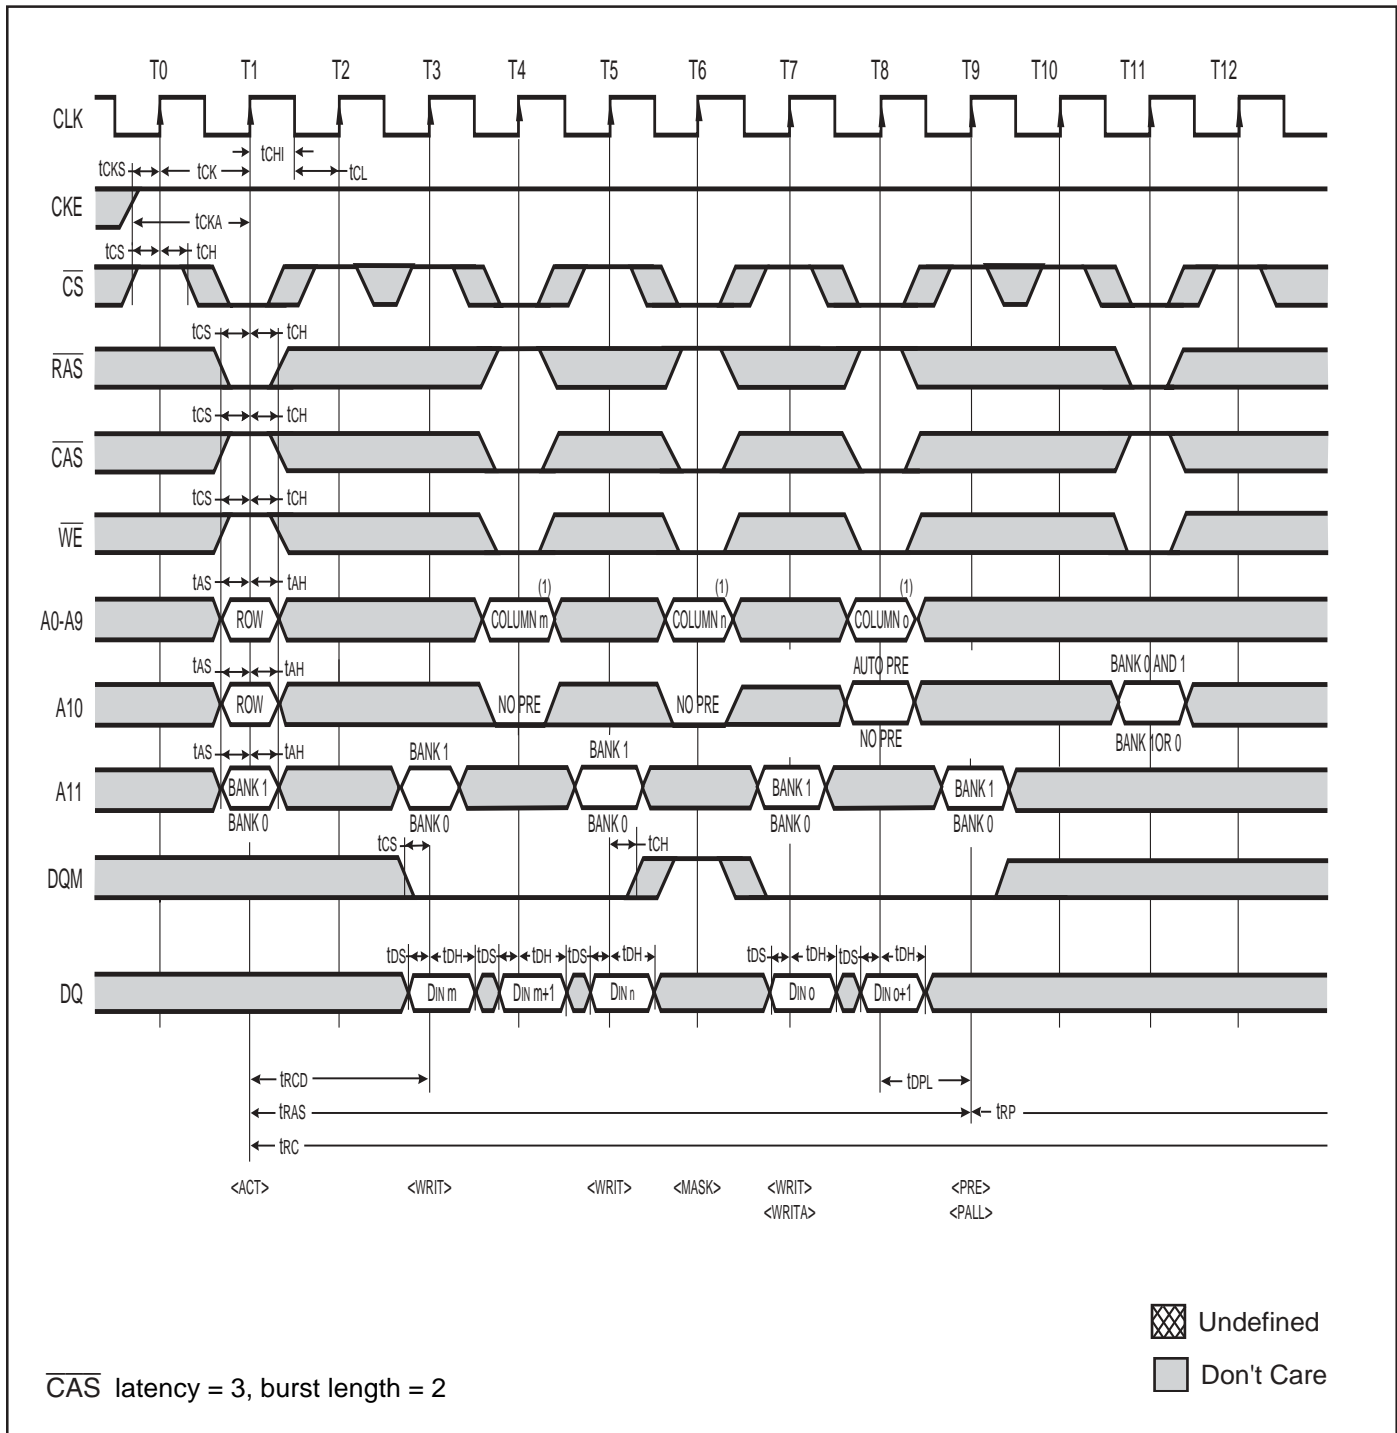 T0 T1 T2 T3 T4 T5 T6 T7 T8 T9 T10 T11 T12
CLK
tCHI
tCKS tCK tCL
CKE
tCKA
tCS tCH
CS
tCS tCH
RAS
tCS tCH
CAS
tCS tCH
WE
tAS tAH (1) (1) (1)
A0-A9 ROW COLUMN m COLUMN n COLUMN o
tAS tAH AUTO PRE BANK 0 AND 1
A10 ROW NO PRE NO PRE
NO PRE BANK 1OR 0
tAS tAH BANK 1 BANK 1
A11 BANK 1 BANK 1 BANK 1
BANK 0 BANK 0 BANK 0 BANK 0 BANK 0
tCS tCH
DQM
tDS tDH tDS tDH tDS tDH tDS tDH tDS tDH
DQ DIN m DIN m+1 DIN n DIN o DIN o+1
tRCD tDPL
tRAS tRP
tRC
<ACT> <WRIT> <WRIT> <MASK> <WRIT> <PRE>
<WRITA> <PALL>
Undefined
Don't Care
CAS latency = 3, burst length = 2